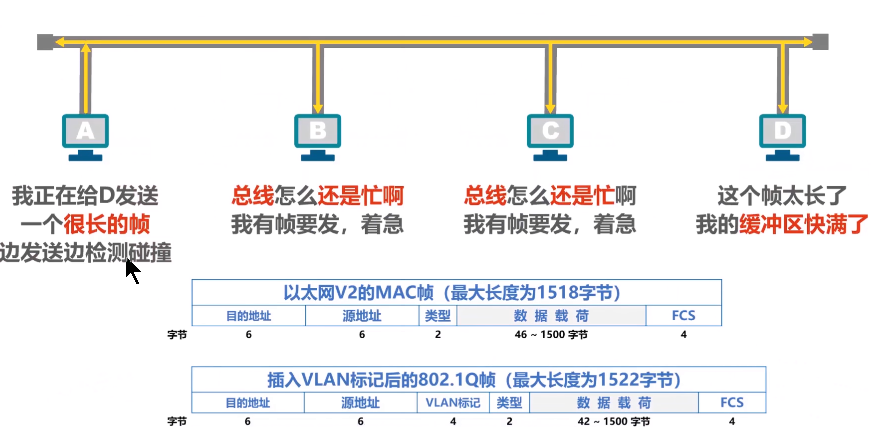 A
B
C
D
我正在给D发送
一个很长的帧
边发送边检测碰撞
总线怎么还是忙啊
我有帧要发，着急
总线怎么还是忙啊
我有帧要发，着急
这个帧太长了
我的缓冲区快满了
以太网V2的MAC帧（最大长度为1518字节）
目的地址 源地址 类型 数据载荷 FCS
字节 6 6 2 46 ~ 1500 字节 4
插入VLAN标记后的802.1Q帧（最大长度为1522字节）
目的地址 源地址 VLAN标记 类型 数据载荷 FCS
字节 6 6 4 2 42 ~ 1500 字节 4